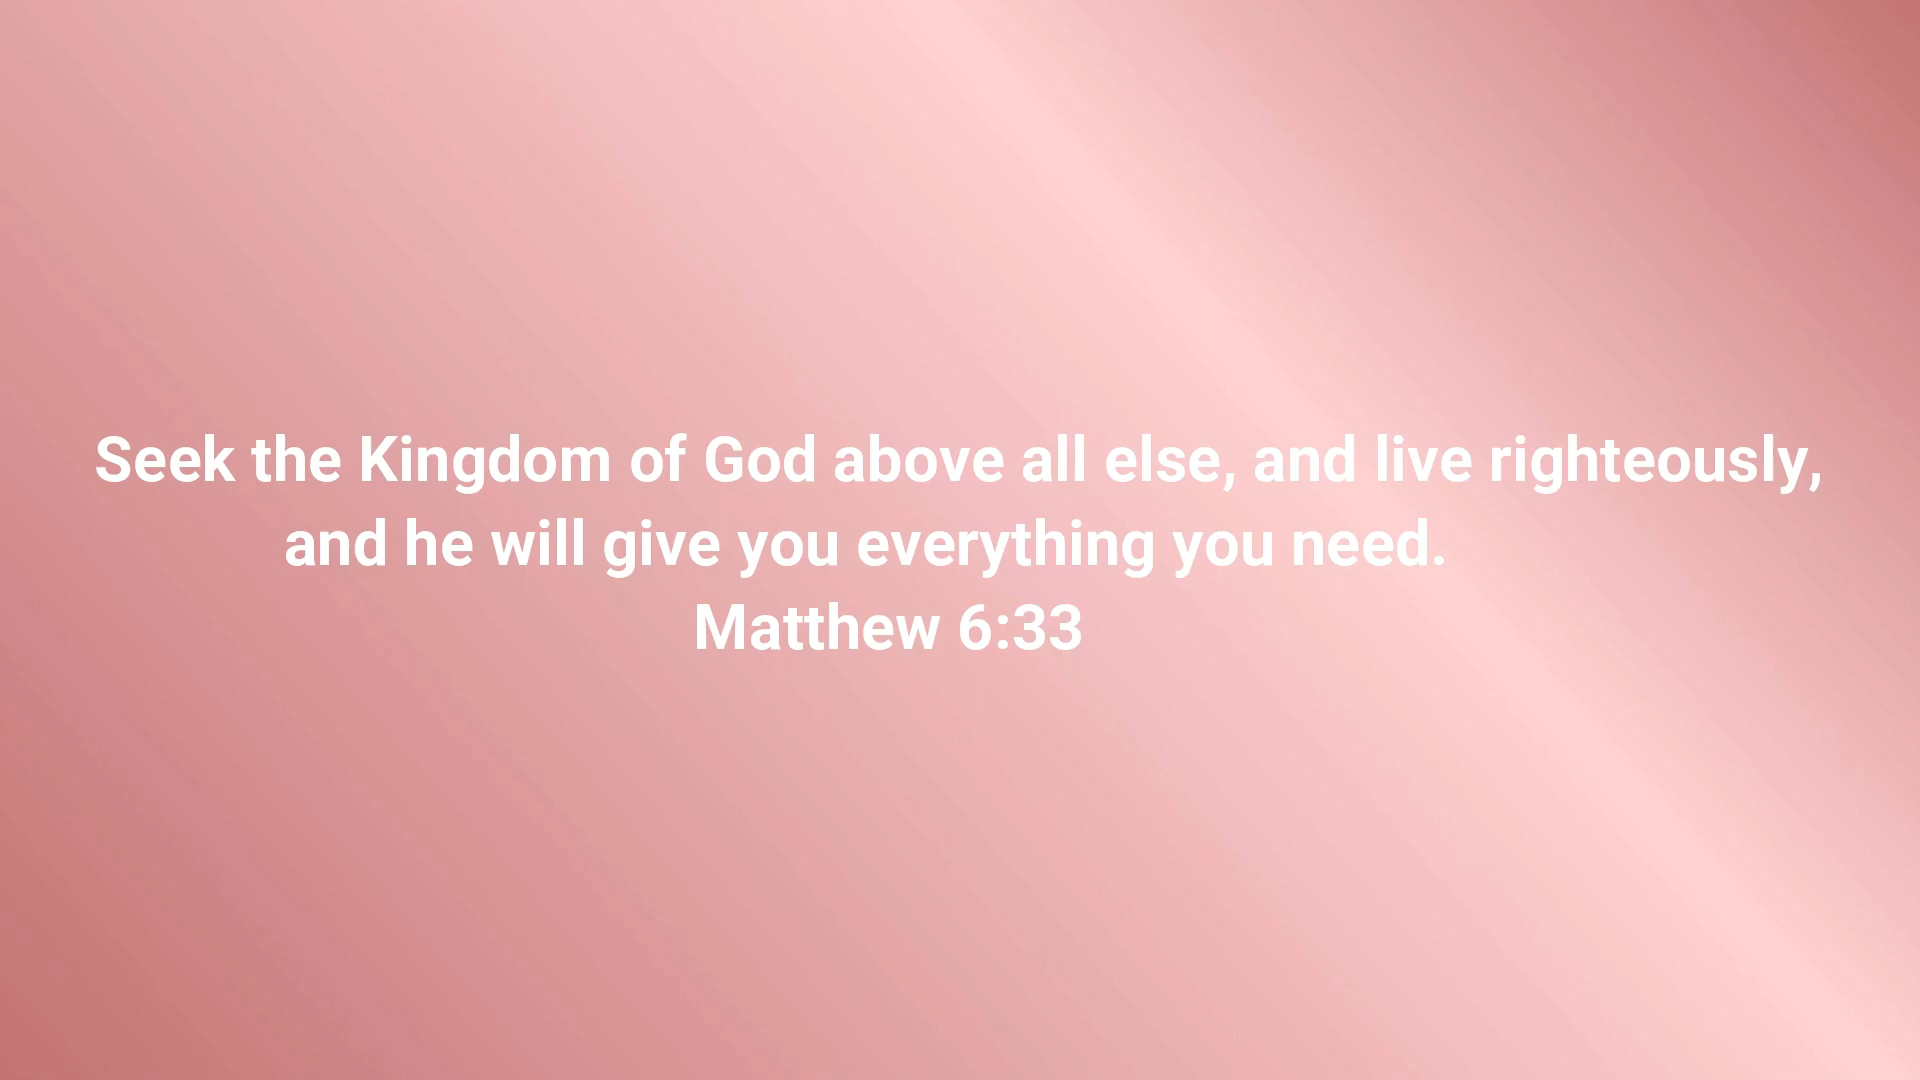 Seek the Kingdom of God above all else, and live righteously,
and he will give you everything you need.
Matthew 6:33